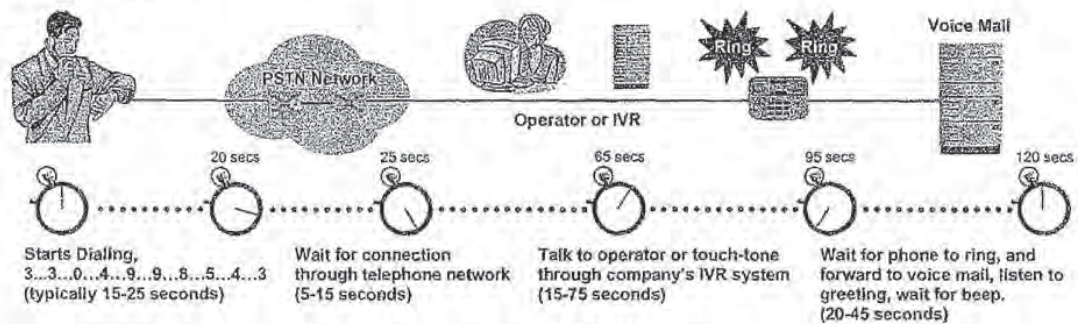 Voice Mail
Ring Ring
PSTN Network
Operator or IVR
20 secs 25 secs 65 secs 95 secs 120 secs
Starts Dialing,
3...3...0...4...9...9...8...5...4...3
(typically 15-25 seconds)
Wait for connection
through telephone network
(5-15 seconds)
Talk to operator or touch-tone
through company's IVR system
(15-75 seconds)
Wait for phone to ring, and
forward to voice mail, listen to
greeting, wait for beep.
(20-45 seconds)